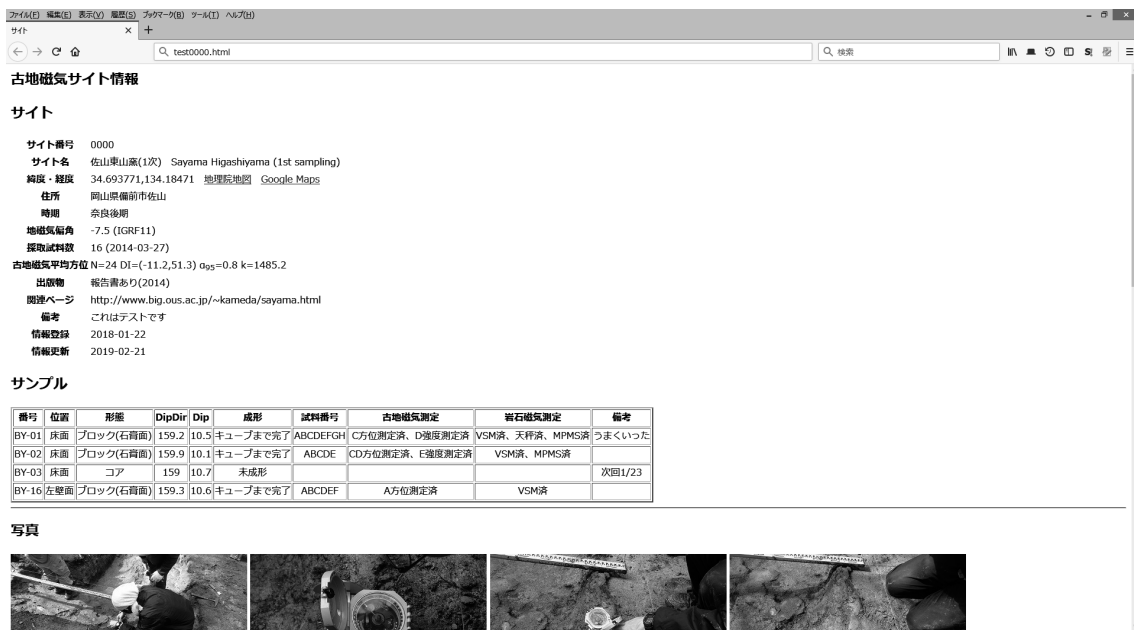 ファイル(F) 編集(E) 表示(V) 履歴(S) ブックマーク(B) ツール(T) ヘルプ(H)
サイト
test0000.html 検索
古地磁気サイト情報
サイト
サイト番号 0000
サイト名 佐山東山窯(1次) Sayama Higashiyama (1st sampling)
緯度・経度 34.693771,134.18471 地理院地図 Google Maps
住所 岡山県備前市佐山
時期 奈良後期
地磁気偏角 -7.5 (IGRF11)
採取試料数 16 (2014-03-27)
古地磁気平均方位 N=24 DI=(-11.2,51.3) α95=0.8 k=1485.2
出版物 報告書あり(2014)
関連ページ http://www.big.ous.ac.jp/~kameda/sayama.html
備考 これはテストです
情報登録 2018-01-22
情報更新 2019-02-21
サンプル
番号 位置 形態 DipDir Dip 成形 試料番号 古地磁気測定 岩石磁気測定 備考
BY-01 床面 ブロック(石膏面) 159.2 10.5 キューブまで完了 ABCDEFGH C方位測定済、D強度測定済 VSM済、天秤済、MPMS済 うまくいった
BY-02 床面 ブロック(石膏面) 159.9 10.1 キューブまで完了 ABCDE CD方位測定済、E強度測定済 VSM済、MPMS済
BY-03 床面 コア 159 10.7 未成形 次回1/23
BY-16 左壁面 ブロック(石膏面) 159.3 10.6 キューブまで完了 ABCDEF A方位測定済 VSM済
写真